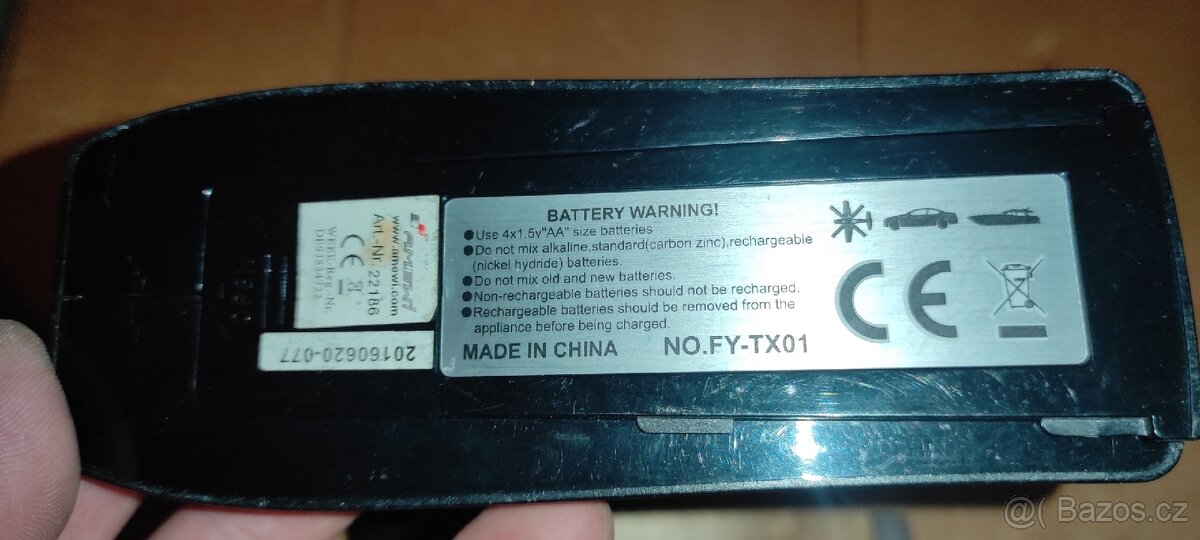 BATTERY WARNING!
●Use 4x1.5v"AA" size batteries
●Do not mix alkaline,standard(carbon zinc),rechargeable
(nickel hydride) batteries.
●Do not mix old and new batteries.
●Non-rechargeable batteries should not be recharged.
●Rechargeable batteries should be removed from the
appliance before being charged.
MADE IN CHINA NO.FY-TX01
CE
AMEWI
www.amewi.com
Art.-Nr. 22186
CE
WEEE-Reg-Nr.
DE93834722
20160620-077
@ Bazos.cz